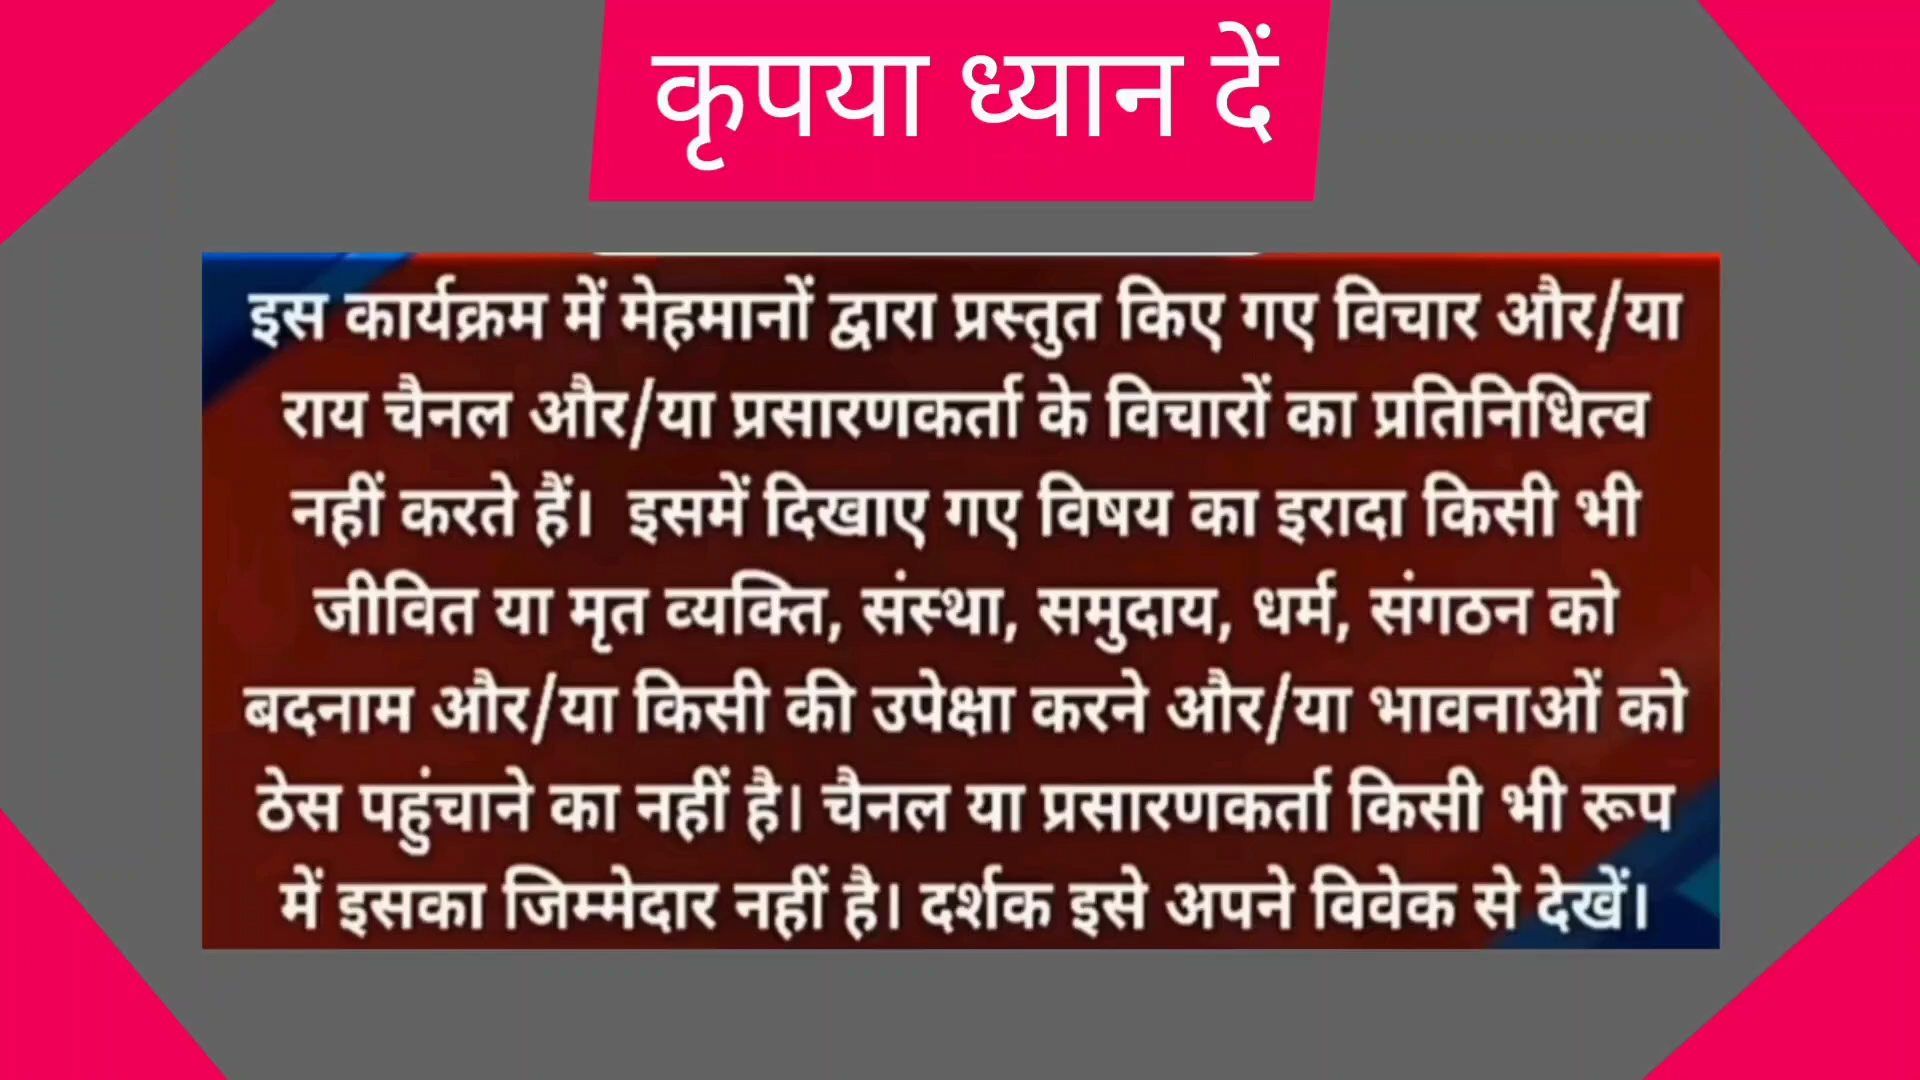 कृपया ध्यान दें
इस कार्यक्रम में मेहमानों द्वारा प्रस्तुत किए गए विचार और/या
राय चैनल और/या प्रसारणकर्ता के विचारों का प्रतिनिधित्व
नहीं करते हैं। इसमें दिखाए गए विषय का इरादा किसी भी
जीवित या मृत व्यक्ति, संस्था, समुदाय, धर्म, संगठन को
बदनाम और/या किसी की उपेक्षा करने और/या भावनाओं को
ठेस पहुंचाने का नहीं है। चैनल या प्रसारणकर्ता किसी भी रूप
में इसका जिम्मेदार नहीं है। दर्शक इसे अपने विवेक से देखें।